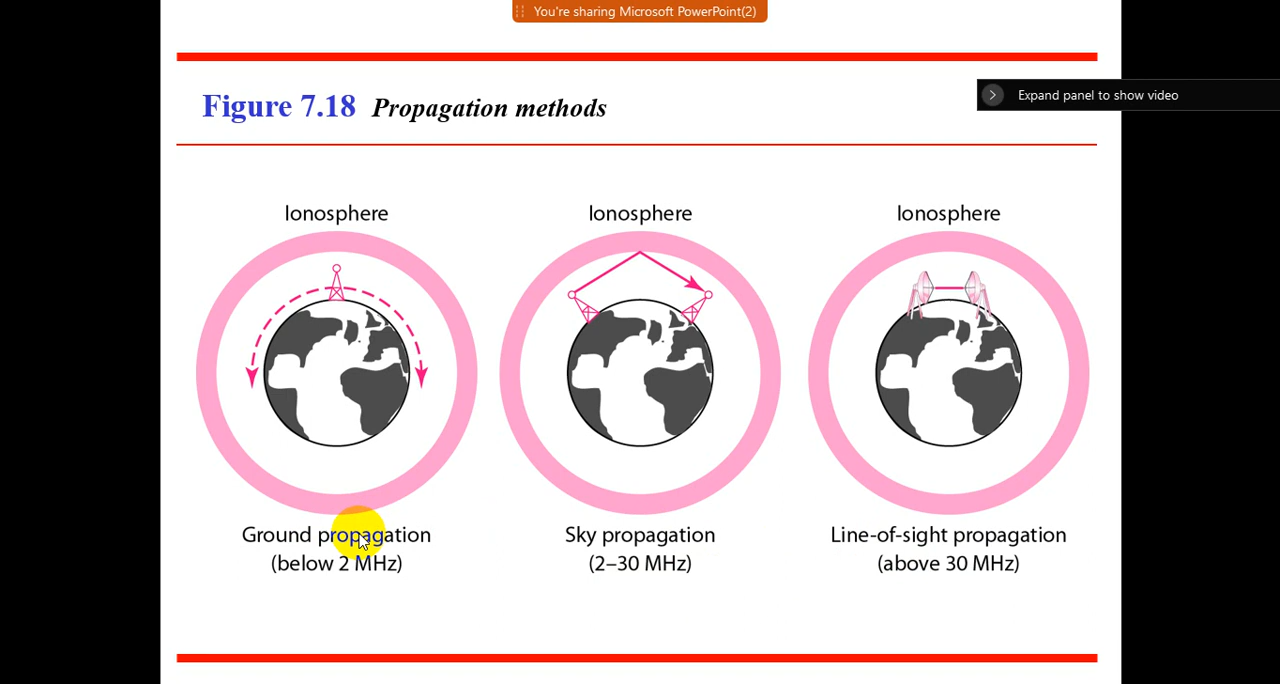 You're sharing Microsoft PowerPoint(2)
Expand panel to show video
Figure 7.18 Propagation methods
Ionosphere
Ionosphere
Ionosphere
Ground propagation
(below 2 MHz)
Sky propagation
(2–30 MHz)
Line-of-sight propagation
(above 30 MHz)